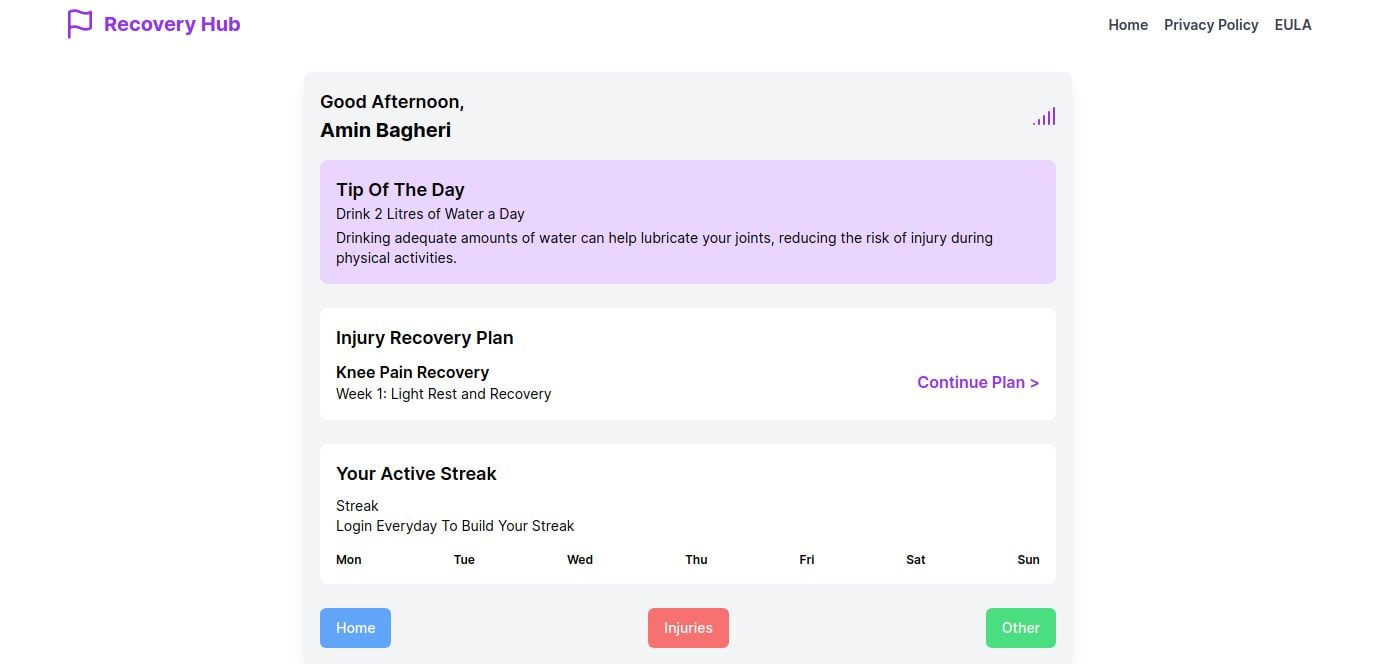 Recovery Hub
Home Privacy Policy EULA
Good Afternoon,
Amin Bagheri
Tip Of The Day
Drink 2 Litres of Water a Day
Drinking adequate amounts of water can help lubricate your joints, reducing the risk of injury during
physical activities.
Injury Recovery Plan
Knee Pain Recovery
Week 1: Light Rest and Recovery
Continue Plan >
Your Active Streak
Streak
Login Everyday To Build Your Streak
Mon Tue Wed Thu Fri Sat Sun
Home Injuries Other